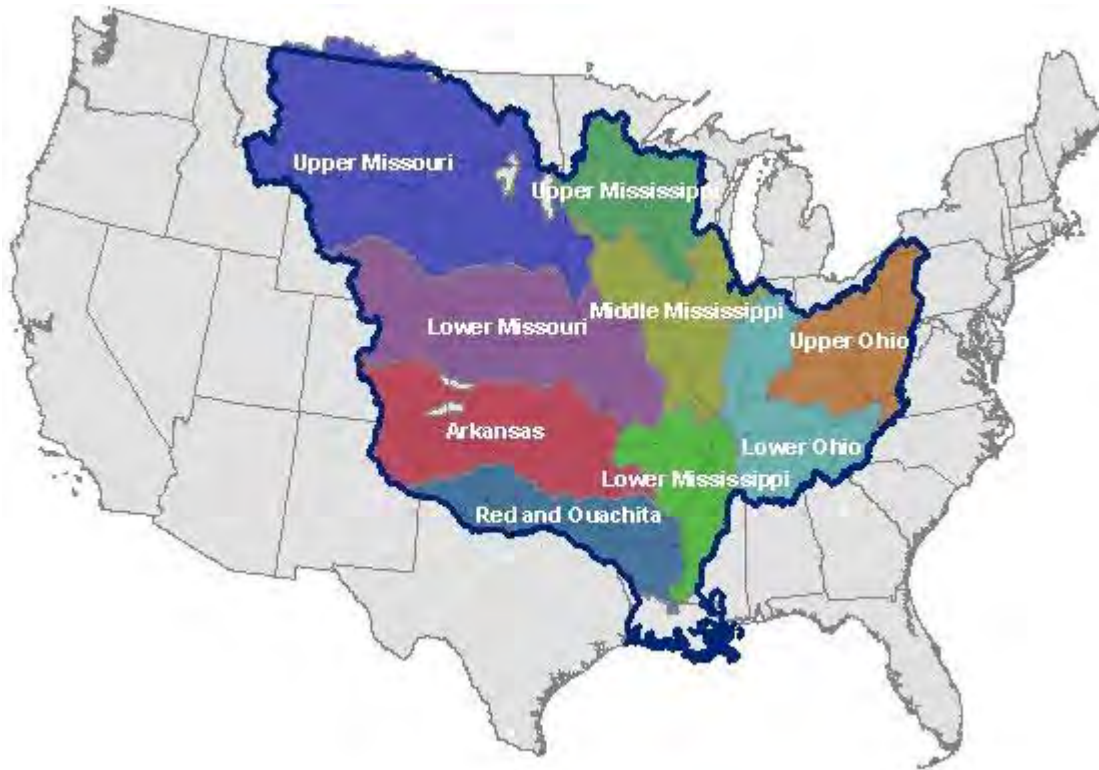 Upper Missouri
Upper Mississippi
Middle Mississippi
Lower Missouri
Upper Ohio
Arkansas
Lower Ohio
Lower Mississippi
Red and Ouachita